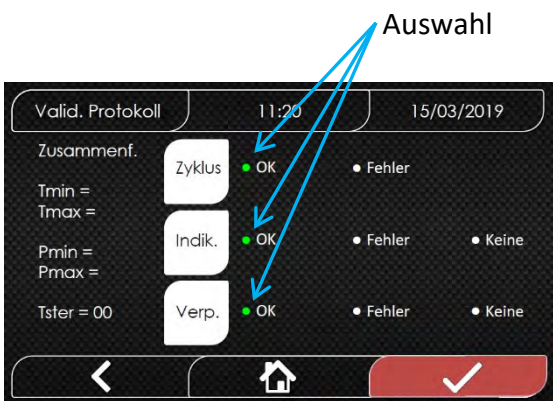 Auswahl
Valid. Protokoll 11:20 15/03/2019
Zusammenf.
Zyklus OK Fehler
Tmin =
Tmax =
Indik. OK Fehler Keine
Pmin =
Pmax =
Tster = 00 Verp. OK Fehler Keine